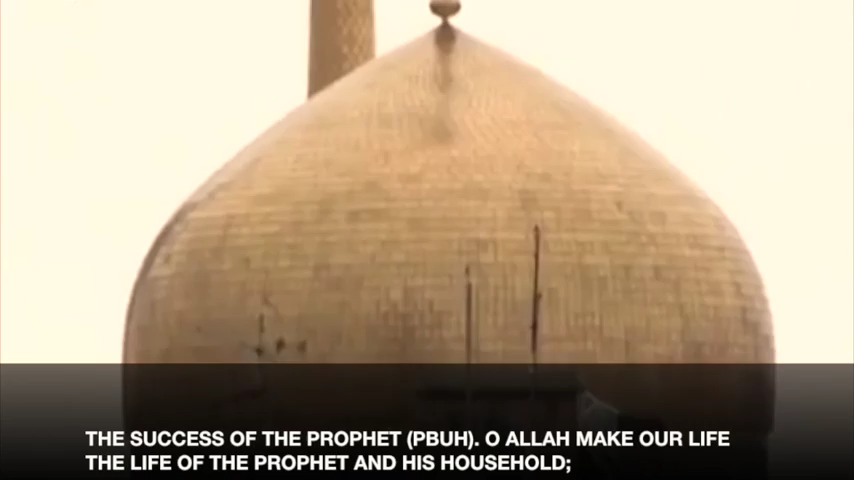 THE SUCCESS OF THE PROPHET (PBUH). O ALLAH MAKE OUR LIFE
THE LIFE OF THE PROPHET AND HIS HOUSEHOLD;